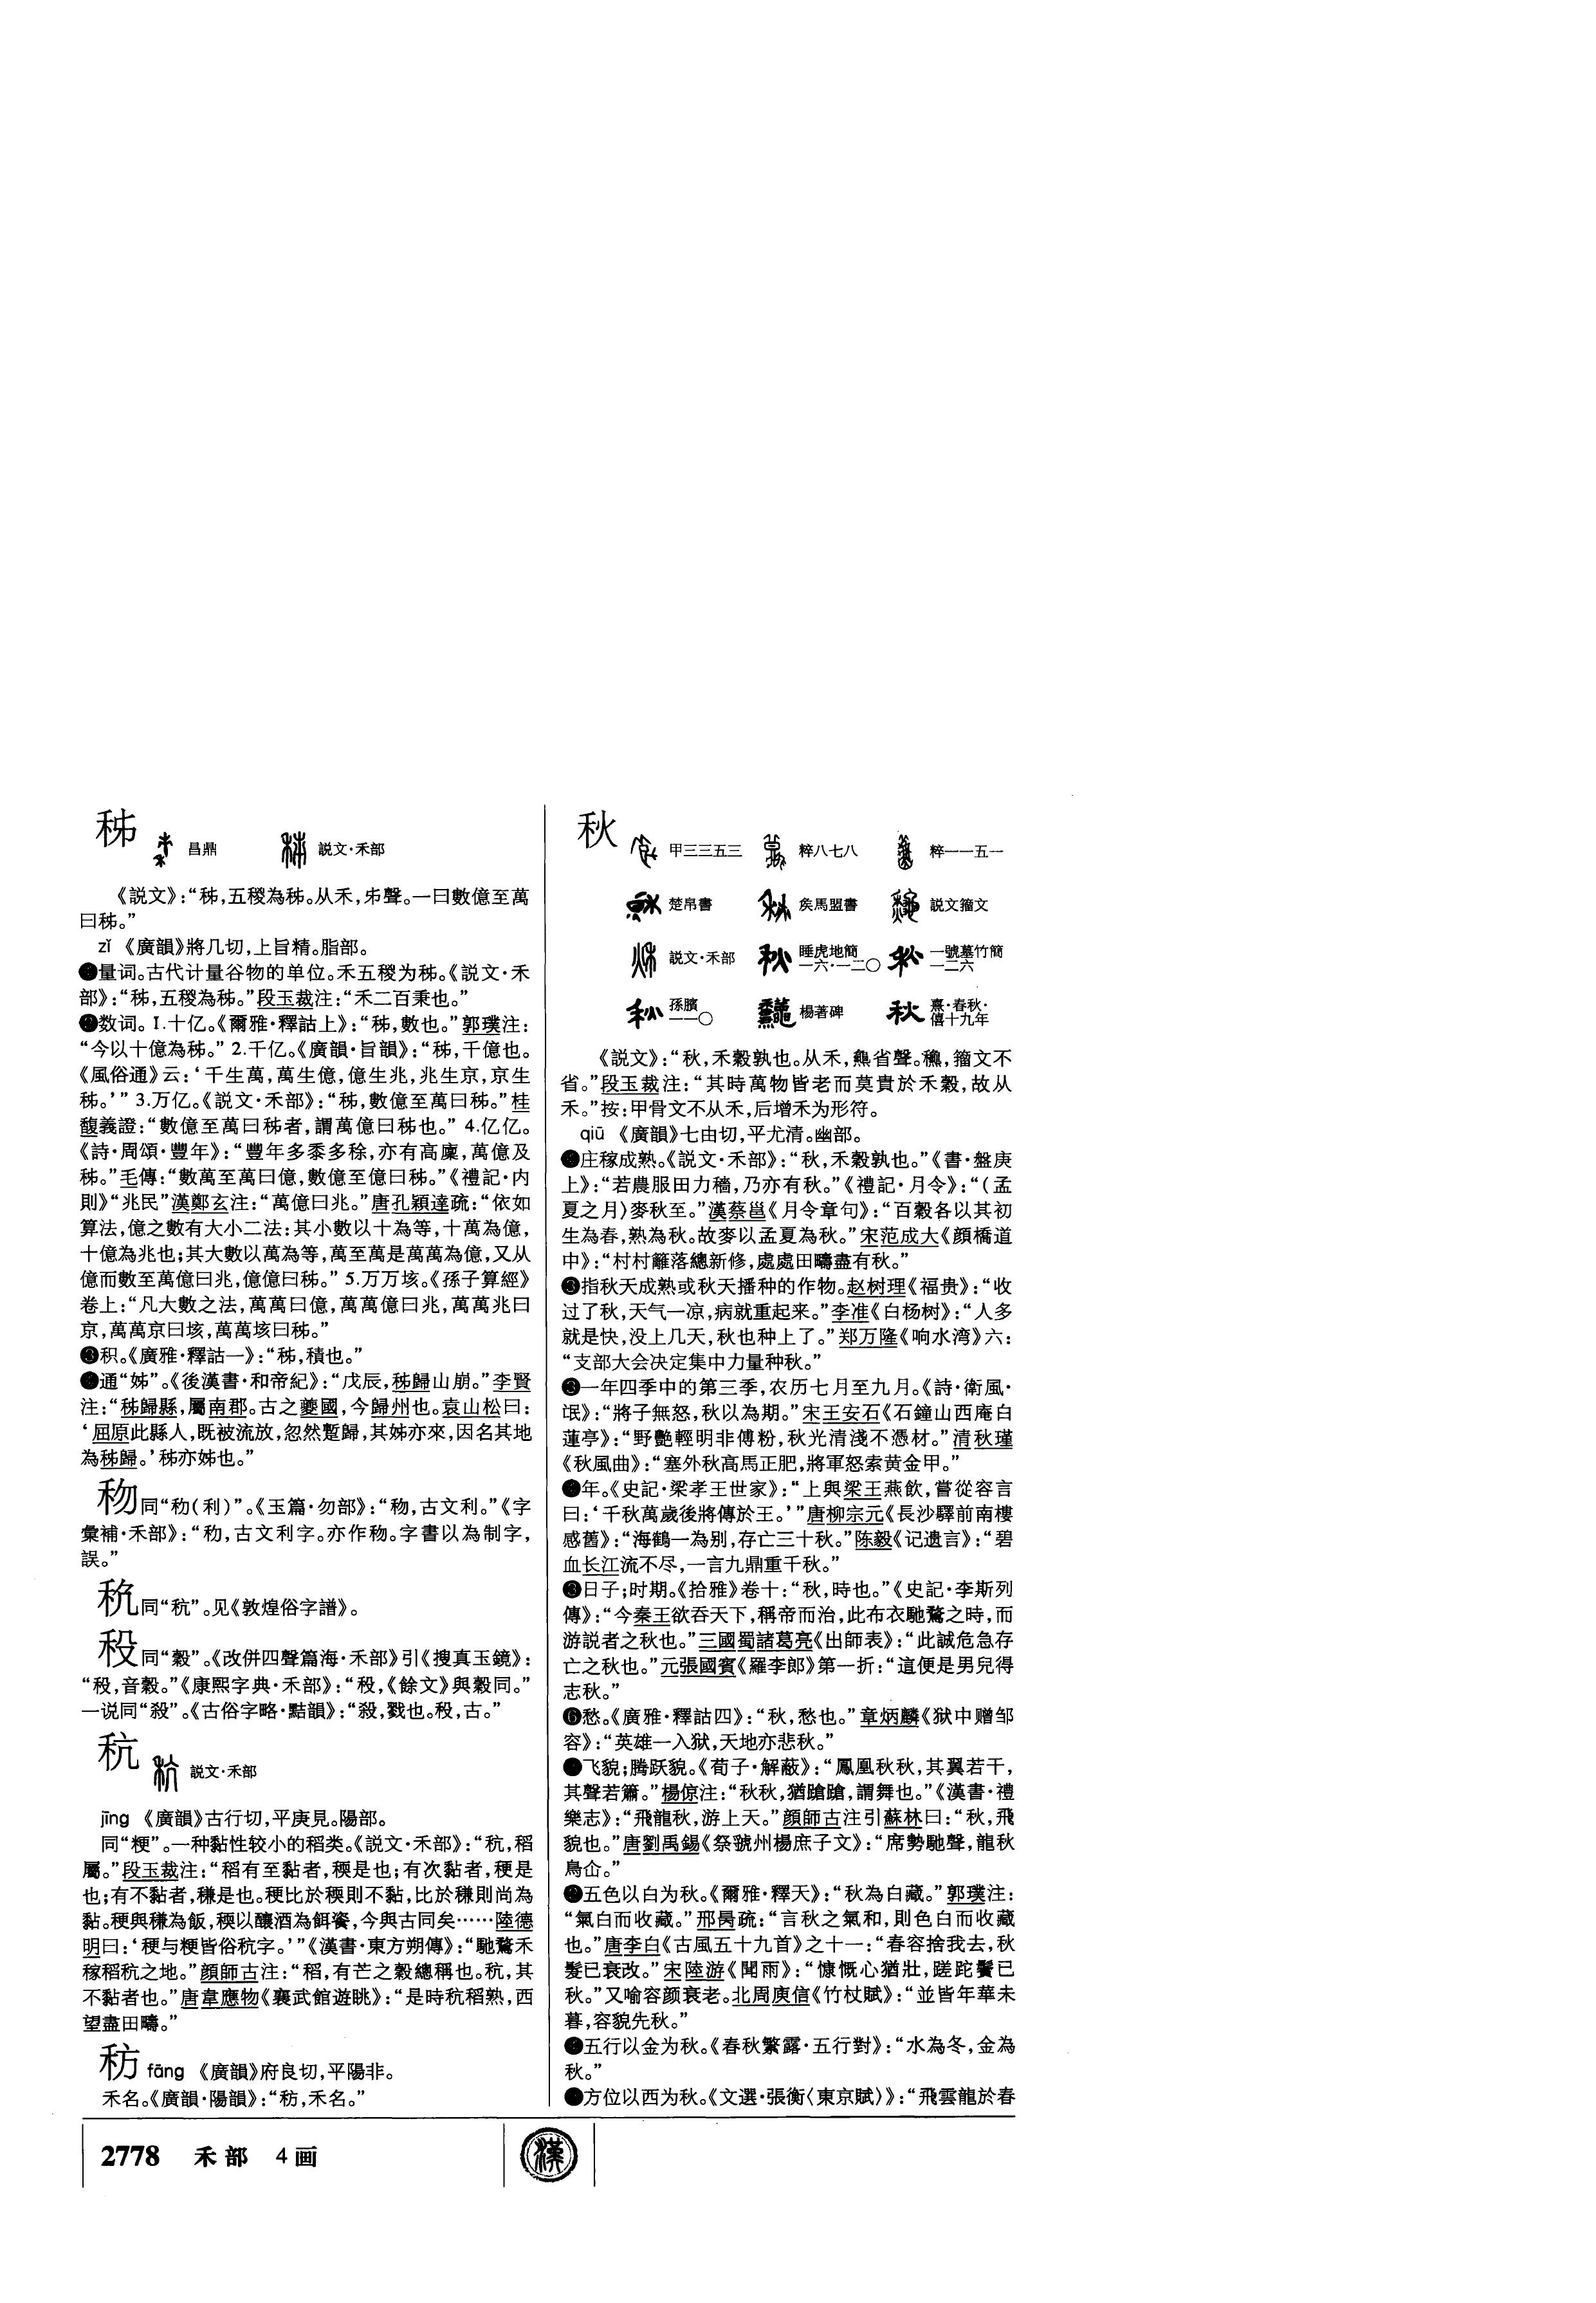 秭 昌鼎 説文·禾部
《説文》：“秭，五稯為秭。从禾，𠂔聲。一曰數億至萬
曰秭。”
zǐ 《廣韻》將几切，上旨精。脂部。
❶量词。古代计量谷物的单位。禾五稯为秭。《説文·禾
部》：“秭，五稯為秭。”段玉裁注：“禾二百秉也。”
❷数词。1.十亿。《爾雅·釋詁上》：“秭，數也。”郭璞注：
“今以十億為秭。” 2.千亿。《廣韻·旨韻》：“秭，千億也。
《風俗通》云：‘千生萬，萬生億，億生兆，兆生京，京生
秭。’” 3.万亿。《説文·禾部》：“秭，數億至萬曰秭。”桂
馥義證：“數億至萬曰秭者，謂萬億曰秭也。” 4.亿亿。
《詩·周頌·豐年》：“豐年多黍多稌，亦有高廩，萬億及
秭。”毛傳：“數萬至萬曰億，數億至億曰秭。”《禮記·内
則》“兆民”漢鄭玄注：“萬億曰兆。”唐孔穎達疏：“依如
算法，億之數有大小二法：其小數以十為等，十萬為億，
十億為兆也；其大數以萬為等，萬至萬是萬萬為億，又从
億而數至萬億曰兆，億億曰秭。” 5.万万垓。《孫子算經》
卷上：“凡大數之法，萬萬曰億，萬萬億曰兆，萬萬兆曰
京，萬萬京曰垓，萬萬垓曰秭。”
❸积。《廣雅·釋詁一》：“秭，積也。”
❹通“姊”。《後漢書·和帝紀》：“戊辰，秭歸山崩。”李賢
注：“秭歸縣，屬南郡。古之夔國，今歸州也。袁山松曰：
‘屈原此縣人，既被流放，忽然蹔歸，其姊亦來，因名其地
為秭歸。’秭亦姊也。”
䅲同“𥝤（利）”。《玉篇·勿部》：“𥝤，古文利。”《字
彙補·禾部》：“𥝤，古文利字。亦作䅲。字書以為制字，
誤。”
同“秔”。见《敦煌俗字譜》。
䅽同“穀”。《改併四聲篇海·禾部》引《搜真玉鏡》：
“音穀。”《康熙字典·禾部》：“《餘文》與穀同。”
一说同“殺”。《古俗字略·黠韻》：“殺，戮也。古。”
秔 説文·禾部
jīng 《廣韻》古行切，平庚見。陽部。
同“粳”。一种黏性较小的稻类。《説文·禾部》：“秔，稻
屬。”段玉裁注：“稻有至黏者，稬是也；有次黏者，稉是
也；有不黏者，稴是也。稉比於稬則不黏，比於稴則尚為
黏。稉與稴為飯，稬以釀酒為餌餈，今與古同矣……陸德
明曰：‘稉与粳皆俗秔字。’”《漢書·東方朔傳》：“馳騖禾
稼稻秔之地。”顔師古注：“稻，有芒之穀總稱也。秔，其
不黏者也。”唐韋應物《襄武館遊眺》：“是時秔稻熟，西
望盡田疇。”
䄱 fāng 《廣韻》府良切，平陽非。
禾名。《廣韻·陽韻》：“禾名。”
秋 甲三三五三 粹八七八 粹一一五一
楚帛書 矦馬盟書 説文籀文
説文·禾部 睡虎地簡一六·一二〇 一號墓竹簡一二六
孫臏一一〇 楊著碑 熹·春秋·僖十九年
《説文》：“秋，禾穀孰也。从禾，𪚰省聲。𪛁，籀文不
省。”段玉裁注：“其時萬物皆老而莫貴於禾穀，故从
禾。”按：甲骨文不从禾，后增禾为形符。
qiū 《廣韻》七由切，平尤清。幽部。
❶庄稼成熟。《説文·禾部》：“秋，禾穀孰也。”《書·盤庚
上》：“若農服田力穡，乃亦有秋。”《禮記·月令》：“（孟
夏之月）麥秋至。”漢蔡邕《月令章句》：“百穀各以其初
生為春，熟為秋。故麥以孟夏為秋。”宋范成大《顔橋道
中》：“村村籬落總新修，處處田疇盡有秋。”
❷指秋天成熟或秋天播种的作物。赵树理《福贵》：“收
过了秋，天气一凉，病就重起来。”李准《白杨树》：“人多
就是快，没上几天，秋也种上了。”郑万隆《响水湾》六：
“支部大会决定集中力量种秋。”
❸一年四季中的第三季，农历七月至九月。《詩·衛風·
氓》：“將子無怒，秋以為期。”宋王安石《石鐘山西庵白
蓮亭》：“野艷輕明非傅粉，秋光清淺不憑材。”清秋瑾
《秋風曲》：“塞外秋高馬正肥，將軍怒索黄金甲。”
❹年。《史記·梁孝王世家》：“上與梁王燕飲，嘗從容言
曰：‘千秋萬歲後將傳於王。’”唐柳宗元《長沙驛前南樓
感舊》：“海鶴一為别，存亡三十秋。”陈毅《记遗言》：“碧
血长江流不尽，一言九鼎重千秋。”
❺日子；时期。《拾雅》卷十：“秋，時也。”《史記·李斯列
傳》：“今秦王欲吞天下，稱帝而治，此布衣馳騖之時，而
游説者之秋也。”三國蜀諸葛亮《出師表》：“此誠危急存
亡之秋也。”元張國賓《羅李郎》第一折：“這便是男兒得
志秋。”
❻愁。《廣雅·釋詁四》：“秋，愁也。”章炳麟《狱中赠邹
容》：“英雄一入狱，天地亦悲秋。”
❼飞貌；腾跃貌。《荀子·解蔽》：“鳳凰秋秋，其翼若干，
其聲若簫。”楊倞注：“秋秋，猶蹌蹌，謂舞也。”《漢書·禮
樂志》：“飛龍秋，游上天。”顔師古注引蘇林曰：“秋，飛
貌也。”唐劉禹錫《祭虢州楊庶子文》：“席勢馳聲，龍秋
鳥仚。”
❽五色以白为秋。《爾雅·釋天》：“秋為白藏。”郭璞注：
“氣白而收藏。”邢昺疏：“言秋之氣和，則色白而收藏
也。”唐李白《古風五十九首》之十一：“春容捨我去，秋
髮已衰改。”宋陸游《聞雨》：“慷慨心猶壯，蹉跎鬢已
秋。”又喻容颜衰老。北周庾信《竹杖賦》：“並皆年華未
暮，容貌先秋。”
❾五行以金为秋。《春秋繁露·五行對》：“水為冬，金為
秋。”
❿方位以西为秋。《文選·張衡〈東京賦〉》：“飛雲龍於春
2778 禾部 4画 漢